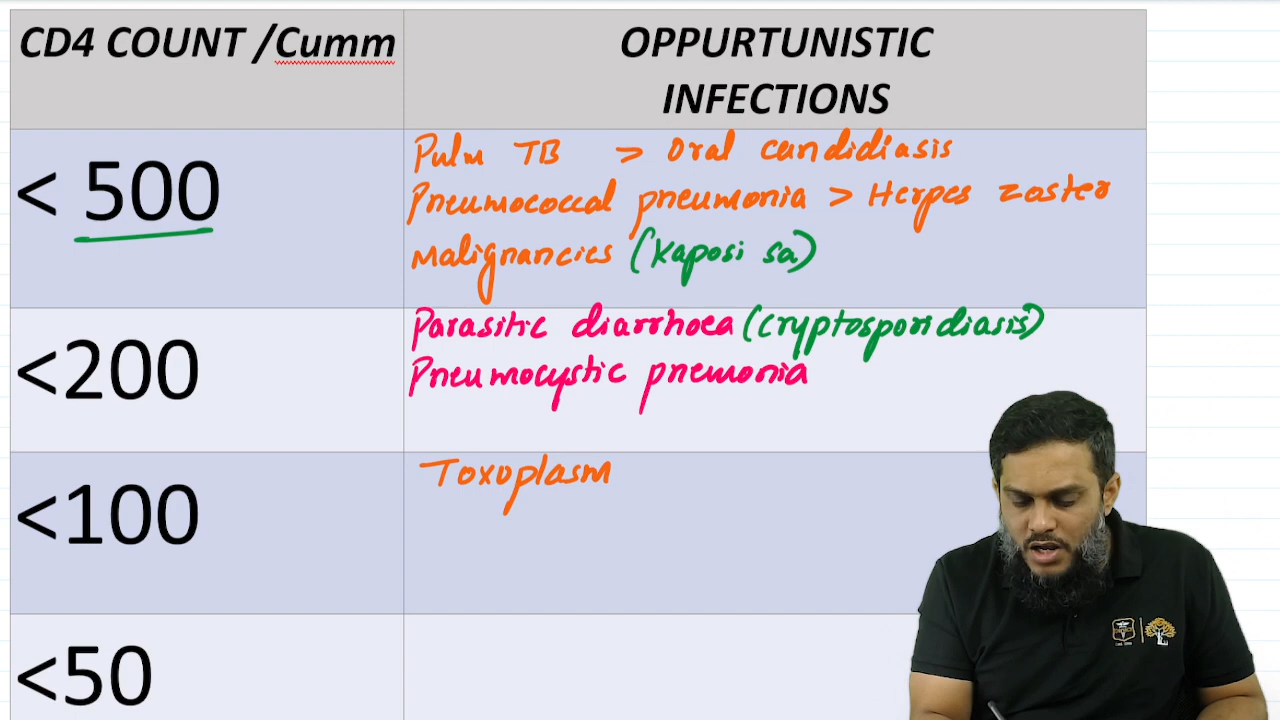 CD4 COUNT /Cumm
OPPURTUNISTIC
INFECTIONS
< 500
Pulm TB > Oral candidiasis
Pneumococcal pneumonia > Herpes zoster
Malignancies (Kaposi sa)
<200
Parasitic diarrhoea (cryptosporidiasis)
Pneumocystic pnemonia
<100
Toxoplasm
<50